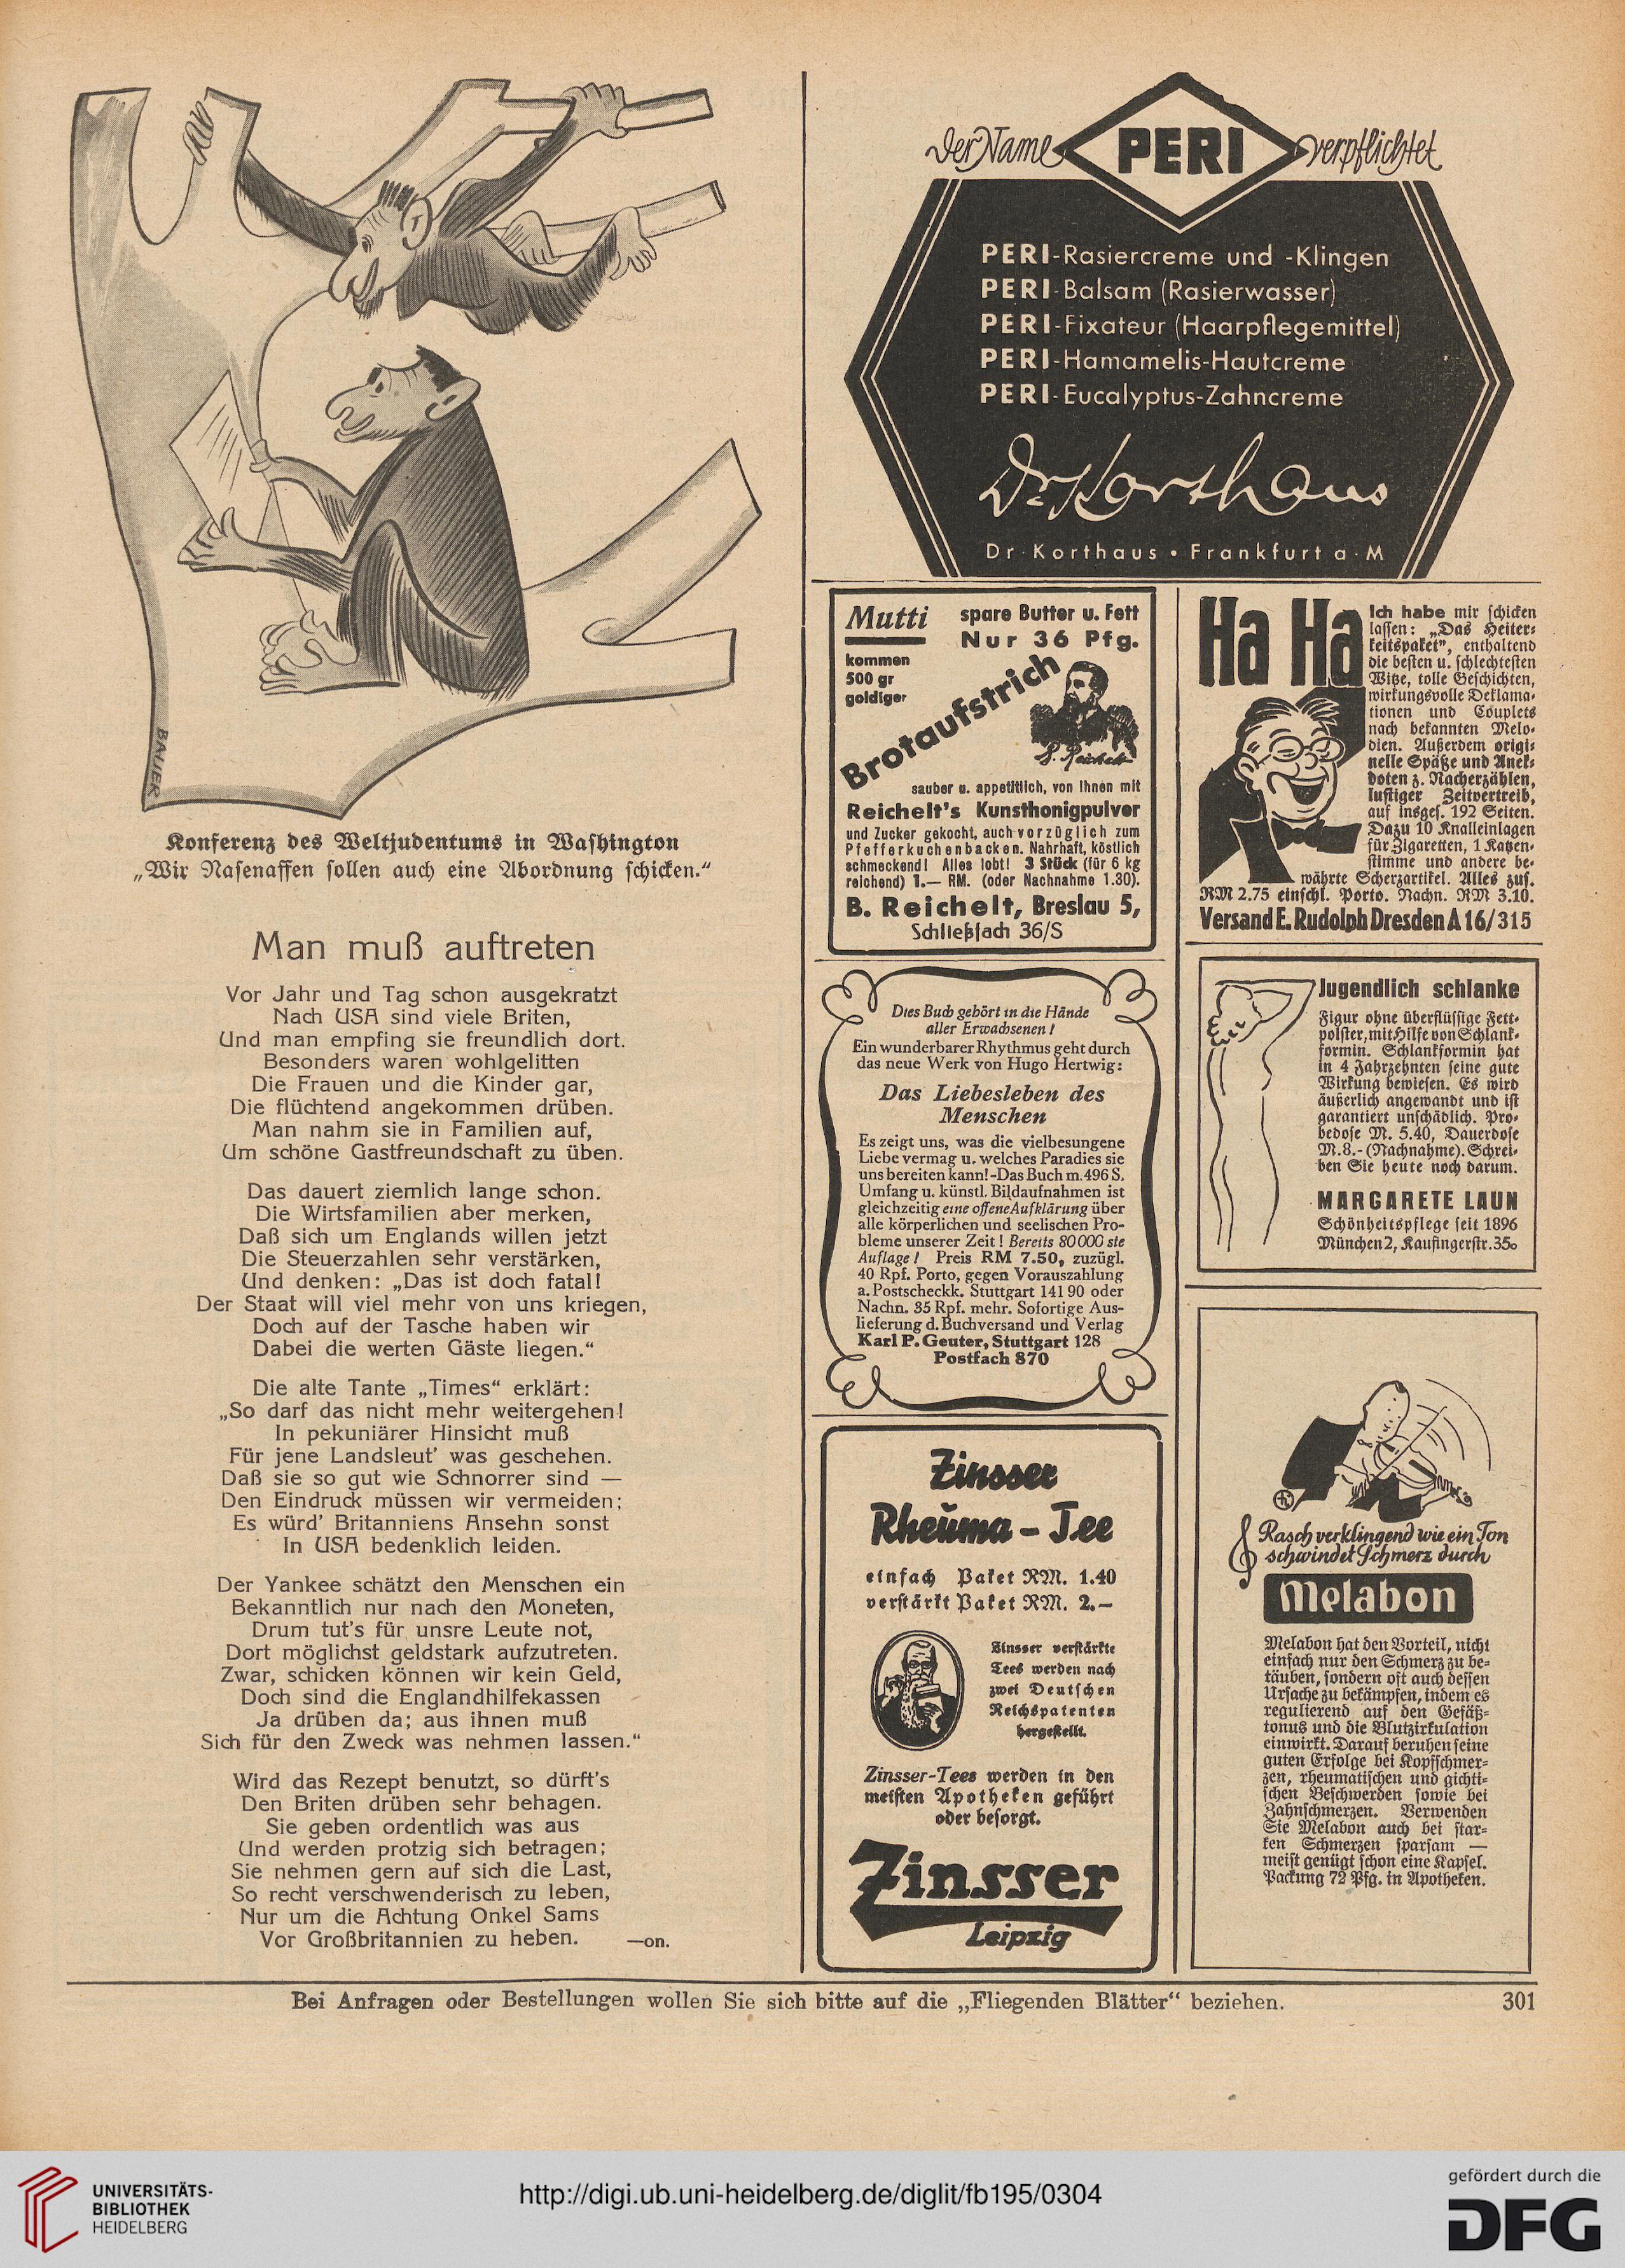 BAUER
Konferenz des Weltjudentums in Washington
„Wir Nasenaffen sollen auch eine Abordnung schicken.“
Man muß auftreten
Vor Jahr und Tag schon ausgekratzt
Nach USA sind viele Briten,
Und man empfing sie freundlich dort.
Besonders waren wohlgelitten
Die Frauen und die Kinder gar,
Die flüchtend angekommen drüben.
Man nahm sie in Familien auf,
Um schöne Gastfreundschaft zu üben.
Das dauert ziemlich lange schon.
Die Wirtsfamilien aber merken,
Daß sich um Englands willen jetzt
Die Steuerzahlen sehr verstärken,
Und denken: „Das ist doch fatal!
Der Staat will viel mehr von uns kriegen,
Doch auf der Tasche haben wir
Dabei die werten Gäste liegen.“
Die alte Tante „Times“ erklärt:
„So darf das nicht mehr weitergehen!
In pekuniärer Hinsicht muß
Für jene Landsleut' was geschehen.
Daß sie so gut wie Schnorrer sind —
Den Eindruck müssen wir vermeiden;
Es würd' Britanniens Ansehn sonst
In USA bedenklich leiden.
Der Yankee schätzt den Menschen ein
Bekanntlich nur nach den Moneten,
Drum tut's für unsre Leute not,
Dort möglichst geldstark aufzutreten.
Zwar, schicken können wir kein Geld,
Doch sind die Englandhilfekassen
Ja drüben da; aus ihnen muß
Sich für den Zweck was nehmen lassen.“
Wird das Rezept benutzt, so dürft's
Den Briten drüben sehr behagen.
Sie geben ordentlich was aus
Und werden protzig sich betragen;
Sie nehmen gern auf sich die Last,
So recht verschwenderisch zu leben,
Nur um die Achtung Onkel Sams
Vor Großbritannien zu heben. —on.
Der Name PERI verpflichtet
PERI-Rasiercreme und -Klingen
PERI-Balsam (Rasierwasser)
PERI-Fixateur (Haarpflegemittel)
PERI-Hamamelis-Hautcreme
PERI-Eucalyptus-Zahncreme
Dr. Korthaus
Dr · Korthaus • Frankfurt a · M
Mutti spare Butter u. Fett
Nur 36 Pfg.
kommen
500 gr
goldiger
Brotaufstrich
sauber u. appetitlich, von Ihnen mit
Reichelt's Kunsthonigpulver
und Zucker gekocht, auch vorzüglich zum
Pfefferkuchenbacken. Nahrhaft, köstlich
schmeckend! Alles lobt! 3 Stück (für 6 kg
reichend) 1.— RM. (oder Nachnahme 1.30).
B. Reichelt, Breslau 5,
Schließfach 36/S
Ha Ha
Ich habe mir schicken
lassen: „Das Heiter-
keitspaket“, enthaltend
die besten u. schlechtesten
Witze, tolle Geschichten,
wirkungsvolle Deklama-
tionen und Couplets
nach bekannten Melo-
dien. Außerdem origi-
nelle Späße und Anek-
doten z. Nacherzählen,
lustiger Zeitvertreib,
auf insges. 192 Seiten.
Dazu 10 Knalleinlagen
für Zigaretten, 1 Katzen-
stimme und andere be-
währte Scherzartikel. Alles zus.
RM 2.75 einschl. Porto. Nachn. RM 3.10.
Versand E. Rudolph Dresden A 16/315
Dies Buch gehört in die Hände
aller Erwachsenen!
Ein wunderbarer Rhythmus geht durch
das neue Werk von Hugo Hertwig:
Das Liebesleben des
Menschen
Es zeigt uns, was die vielbesungene
Liebe vermag u. welches Paradies sie
uns bereiten kann! - Das Buch m. 496 S.
Umfang u. künstl. Bildaufnahmen ist
gleichzeitig eine offene Aufklärung über
alle körperlichen und seelischen Pro-
bleme unserer Zeit! Bereits 80000 ste
Auflage! Preis RM 7.50, zuzügl.
40 Rpf. Porto, gegen Vorauszahlung
a. Postscheckk. Stuttgart 141 90 oder
Nachn. 35 Rpf. mehr. Sofortige Aus-
lieferung d. Buchversand und Verlag
Karl P. Geuter, Stuttgart 128
Postfach 870
Jugendlich schlanke
Figur ohne überflüssige Fett-
polster, mit Hilfe von Schlank-
formin. Schlankformin hat
in 4 Jahrzehnten seine gute
Wirkung bewiesen. Es wird
äußerlich angewandt und ist
garantiert unschädlich. Pro-
bedose M. 5.40, Dauerdose
M. 8.- (Nachnahme). Schrei-
ben Sie heute noch darum.
MARGARETE LAUN
Schönheitspflege seit 1896
München 2, Kaufingerstr. 35
Zinsser
Rheuma - Tee
einfach Paket RM. 1.40
verstärkt Paket RM. 2.—
Zinsser verstärkte
Tees werden nach
zwei Deutschen
Reichspatenten
hergestellt.
Zinsser-Tees werden in den
meisten Apotheken geführt
oder besorgt.
Zinsser
Leipzig
Rasch verklingend wie ein Ton
schwindet Schmerz durch
Melabon
Melabon hat den Vorteil, nicht
einfach nur den Schmerz zu be-
täuben, sondern oft auch dessen
Ursache zu bekämpfen, indem es
regulierend auf den Gefäß-
tonus und die Blutzirkulation
einwirkt. Darauf beruhen seine
guten Erfolge bei Kopfschmer-
zen, rheumatischen und gichti-
schen Beschwerden sowie bei
Zahnschmerzen. Verwenden
Sie Melabon auch bei star-
ken Schmerzen sparsam —
meist genügt schon eine Kapsel.
Packung 72 Pfg. in Apotheken.
Bei Anfragen oder Bestellungen wollen Sie sich bitte auf die „Fliegenden Blätter“ beziehen. 301
UNIVERSITÄTS-
BIBLIOTHEK
HEIDELBERG
http://digi.ub.uni-heidelberg.de/diglit/fb195/0304
gefördert durch die
DFG